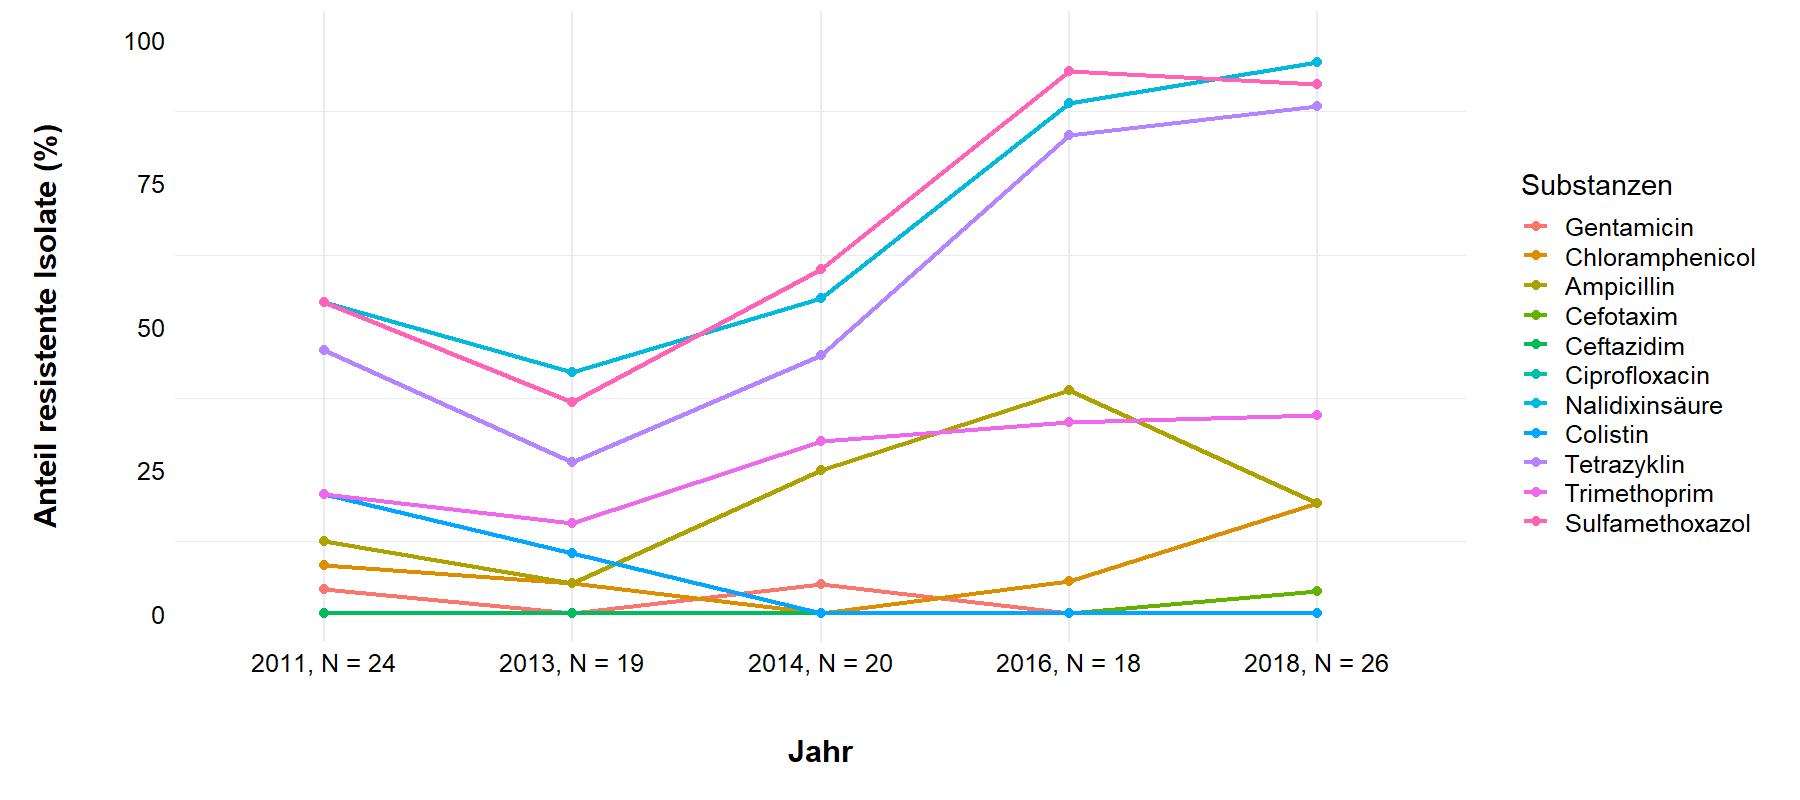 Anteil resistente Isolate (%)
100
75
50
25
0
2011, N = 24
2013, N = 19
2014, N = 20
2016, N = 18
2018, N = 26
Jahr
Substanzen
Gentamicin
Chloramphenicol
Ampicillin
Cefotaxim
Ceftazidim
Ciprofloxacin
Nalidixinsäure
Colistin
Tetrazyklin
Trimethoprim
Sulfamethoxazol